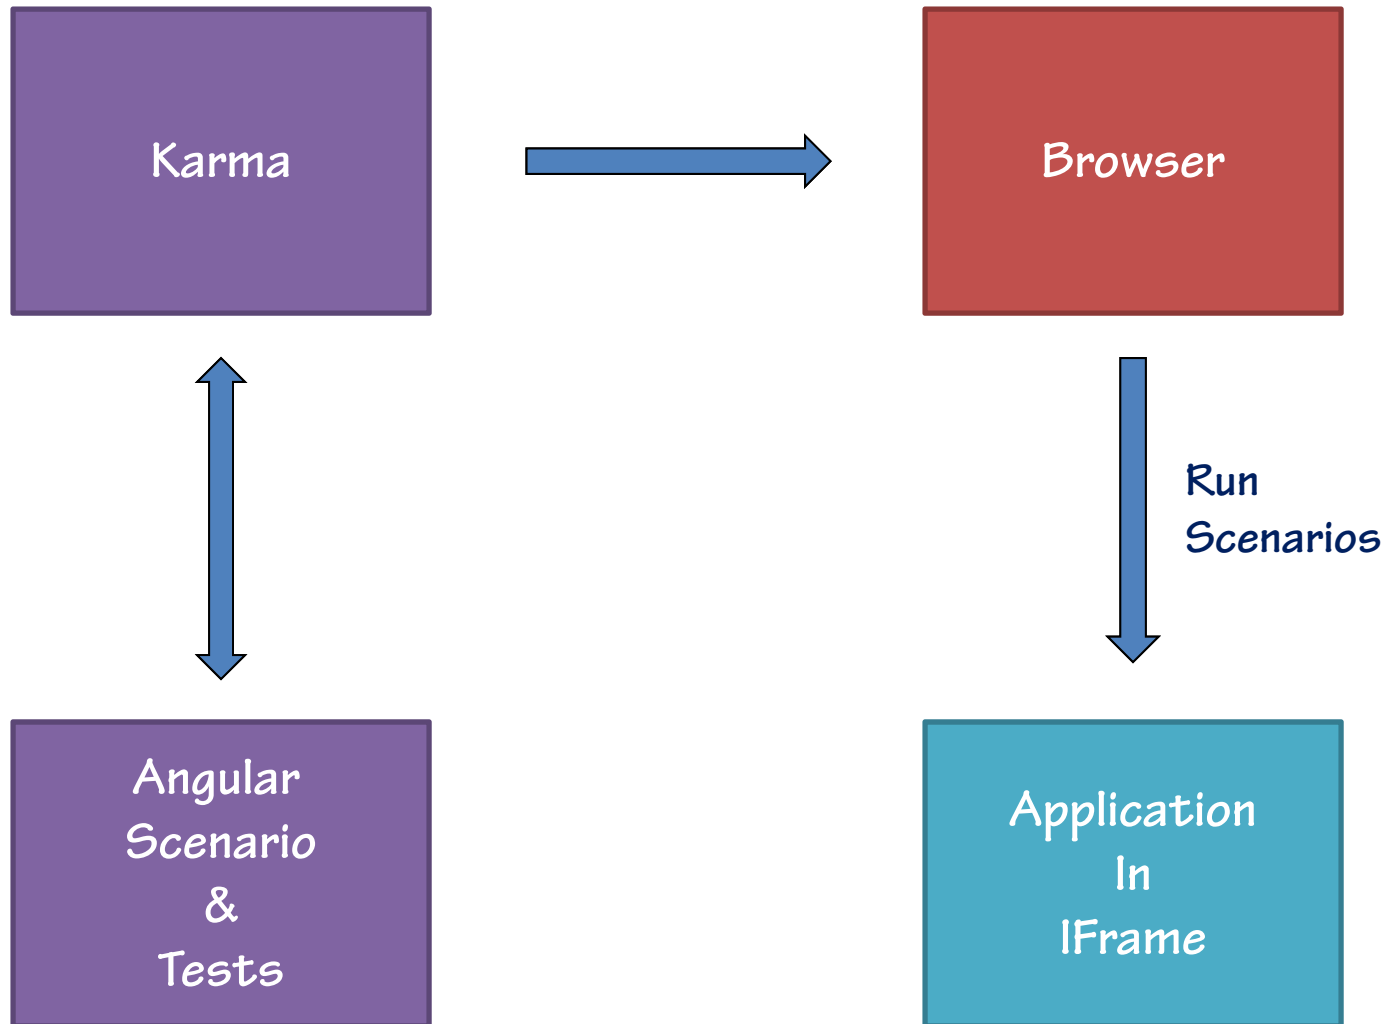 Karma
Browser
Run
Scenarios
Angular
Scenario
&
Tests
Application
In
IFrame